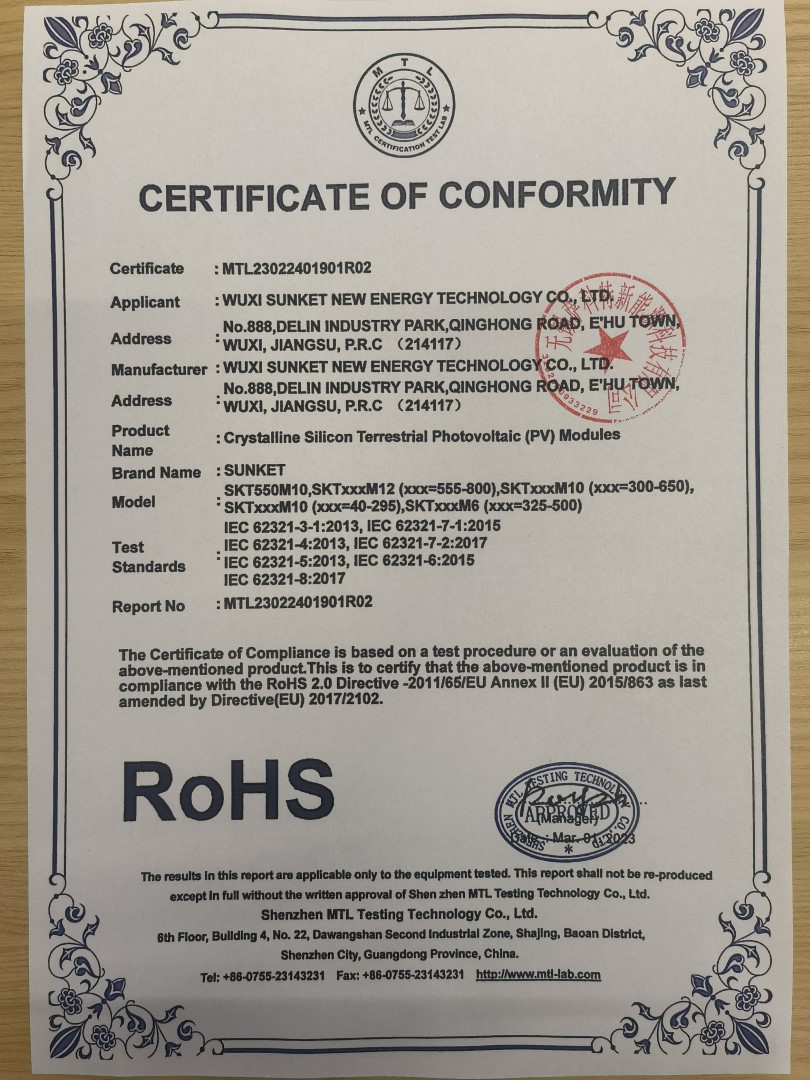 M T L
★ MTL CERTIFICATION TEST LAB ★
CERTIFICATE OF CONFORMITY
Certificate : MTL23022401901R02
Applicant : WUXI SUNKET NEW ENERGY TECHNOLOGY CO., LTD.
Address : No.888,DELIN INDUSTRY PARK,QINGHONG ROAD, E'HU TOWN,
WUXI, JIANGSU, P.R.C （214117）
Manufacturer : WUXI SUNKET NEW ENERGY TECHNOLOGY CO., LTD.
Address : No.888,DELIN INDUSTRY PARK,QINGHONG ROAD, E'HU TOWN,
WUXI, JIANGSU, P.R.C （214117）
Product
Name : Crystalline Silicon Terrestrial Photovoltaic (PV) Modules
Brand Name : SUNKET
Model : SKT550M10,SKTxxxM12 (xxx=555-800),SKTxxxM10 (xxx=300-650),
SKTxxxM10 (xxx=40-295),SKTxxxM6 (xxx=325-500)
Test
Standards : IEC 62321-3-1:2013, IEC 62321-7-1:2015
IEC 62321-4:2013, IEC 62321-7-2:2017
IEC 62321-5:2013, IEC 62321-6:2015
IEC 62321-8:2017
Report No : MTL23022401901R02
The Certificate of Compliance is based on a test procedure or an evaluation of the
above-mentioned product.This is to certify that the above-mentioned product is in
compliance with the RoHS 2.0 Directive -2011/65/EU Annex II (EU) 2015/863 as last
amended by Directive(EU) 2017/2102.
RoHS
SHENZHEN MTL TESTING TECHNOLOGY CO., LTD
APPROVED
(Manager)
Date : Mar. 01, 2023
The results in this report are applicable only to the equipment tested. This report shall not be re-produced
except in full without the written approval of Shen zhen MTL Testing Technology Co., Ltd.
Shenzhen MTL Testing Technology Co., Ltd.
6th Floor, Building 4, No. 22, Dawangshan Second Industrial Zone, Shajing, Baoan District,
Shenzhen City, Guangdong Province, China.
Tel: +86-0755-23143231 Fax: +86-0755-23143231 http://www.mtl-lab.com